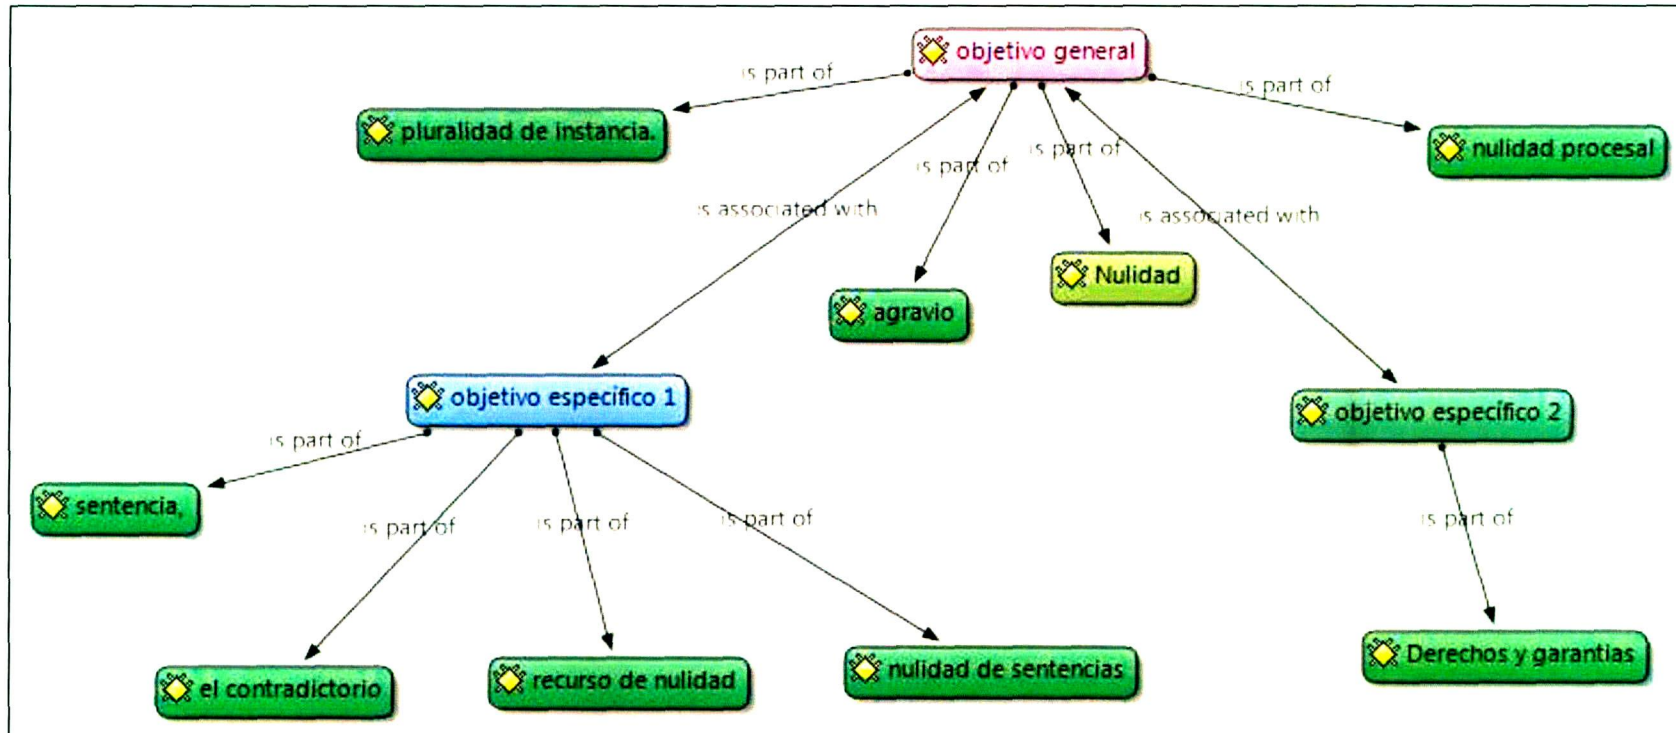 objetivo general
is part of
is part of
pluralidad de instancia.
nulidad procesal
is part of
is part of
is associated with
is associated with
Nulidad
agravio
objetivo específico 1
objetivo específico 2
is part of
sentencia,
is part of
is part of
is part of
is part of
el contradictorio
recurso de nulidad
nulidad de sentencias
Derechos y garantias